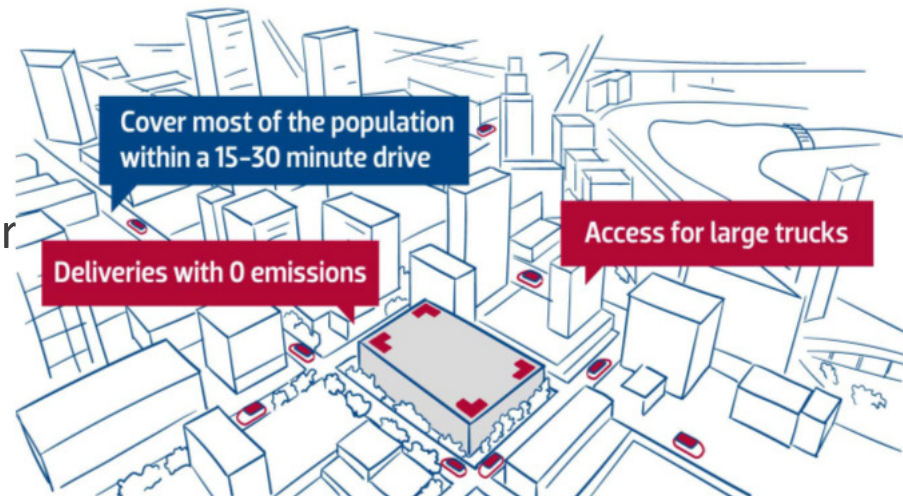 Cover most of the population
within a 15-30 minute drive
r
Access for large trucks
Deliveries with 0 emissions